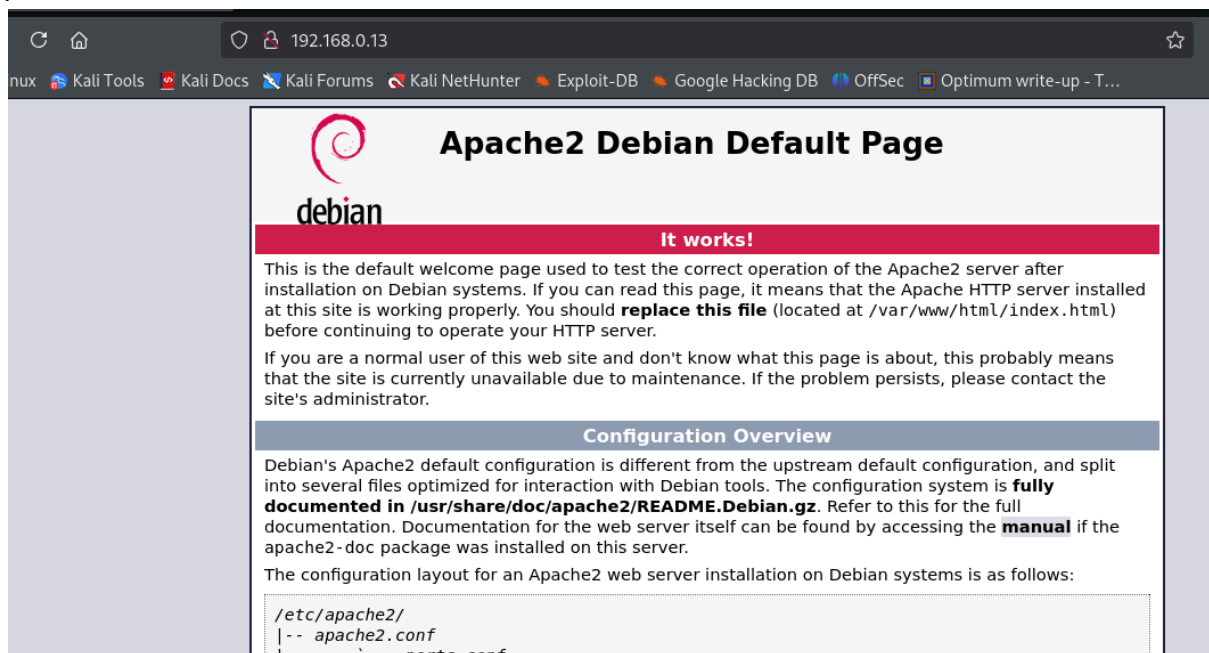 192.168.0.13
nux Kali Tools Kali Docs Kali Forums Kali NetHunter Exploit-DB Google Hacking DB OffSec Optimum write-up - T…
debian
Apache2 Debian Default Page
It works!
This is the default welcome page used to test the correct operation of the Apache2 server after
installation on Debian systems. If you can read this page, it means that the Apache HTTP server installed
at this site is working properly. You should replace this file (located at /var/www/html/index.html)
before continuing to operate your HTTP server.
If you are a normal user of this web site and don't know what this page is about, this probably means
that the site is currently unavailable due to maintenance. If the problem persists, please contact the
site's administrator.
Configuration Overview
Debian's Apache2 default configuration is different from the upstream default configuration, and split
into several files optimized for interaction with Debian tools. The configuration system is fully
documented in /usr/share/doc/apache2/README.Debian.gz. Refer to this for the full
documentation. Documentation for the web server itself can be found by accessing the manual if the
apache2-doc package was installed on this server.
The configuration layout for an Apache2 web server installation on Debian systems is as follows:
/etc/apache2/
|-- apache2.conf